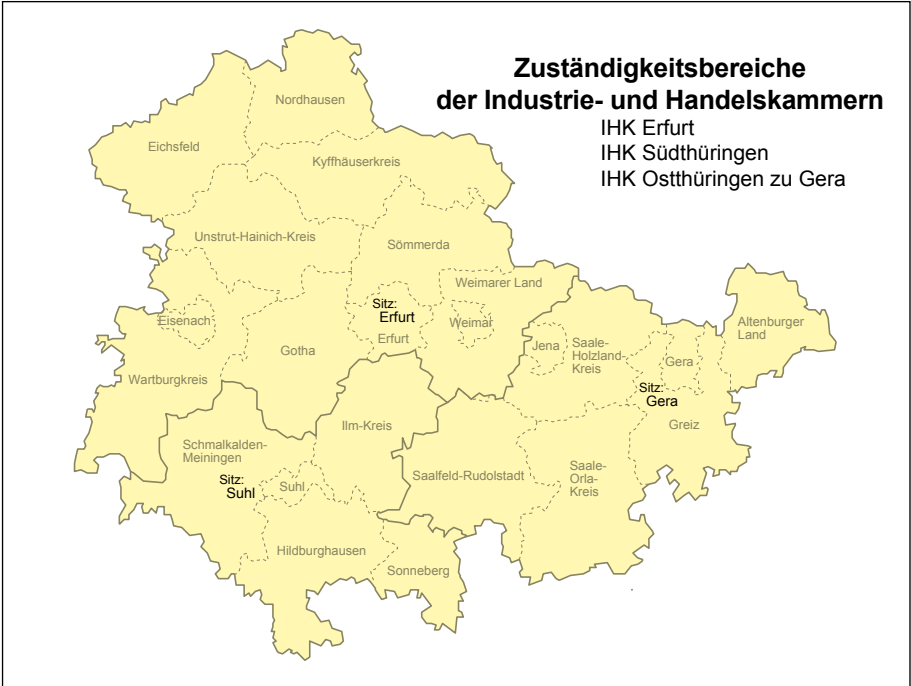 Zuständigkeitsbereiche
der Industrie- und Handelskammern
IHK Erfurt
IHK Südthüringen
IHK Ostthüringen zu Gera
Nordhausen
Eichsfeld
Kyffhäuserkreis
Unstrut-Hainich-Kreis
Sömmerda
Weimarer Land
Sitz:
Erfurt
Erfurt
Weimar
Eisenach
Gotha
Wartburgkreis
Jena
Saale-
Holzland-
Kreis
Gera
Altenburger
Land
Sitz:
Gera
Greiz
Ilm-Kreis
Schmalkalden-
Meiningen
Sitz:
Suhl
Suhl
Saalfeld-Rudolstadt
Saale-
Orla-
Kreis
Hildburghausen
Sonneberg